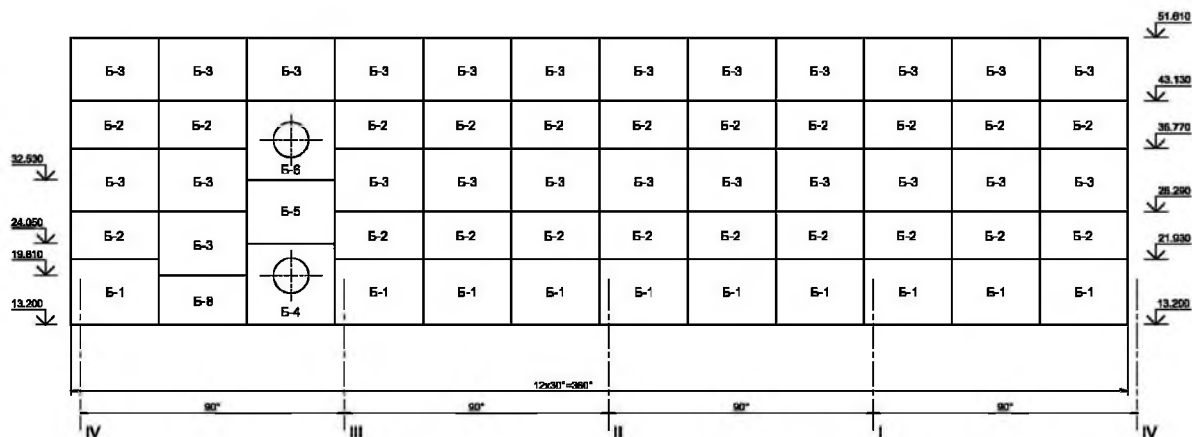 51.610
Б-3 Б-3 Б-3 Б-3 Б-3 Б-3 Б-3 Б-3 Б-3 Б-3 Б-3 Б-3
43.130
Б-2 Б-2 Б-2 Б-2 Б-2 Б-2 Б-2 Б-2 Б-2 Б-2 Б-2
36.770
32.530
Б-6
Б-3 Б-3 Б-3 Б-3 Б-3 Б-3 Б-3 Б-3 Б-3 Б-3 Б-3
28.290
Б-5
24.050
Б-2 Б-3 Б-2 Б-2 Б-2 Б-2 Б-2 Б-2 Б-2 Б-2 Б-2
21.930
19.810
Б-1 Б-8 Б-4 Б-1 Б-1 Б-1 Б-1 Б-1 Б-1 Б-1 Б-1 Б-1
13.200 13.200
12х30°=360°
90° 90° 90° 90°
IV III II I IV